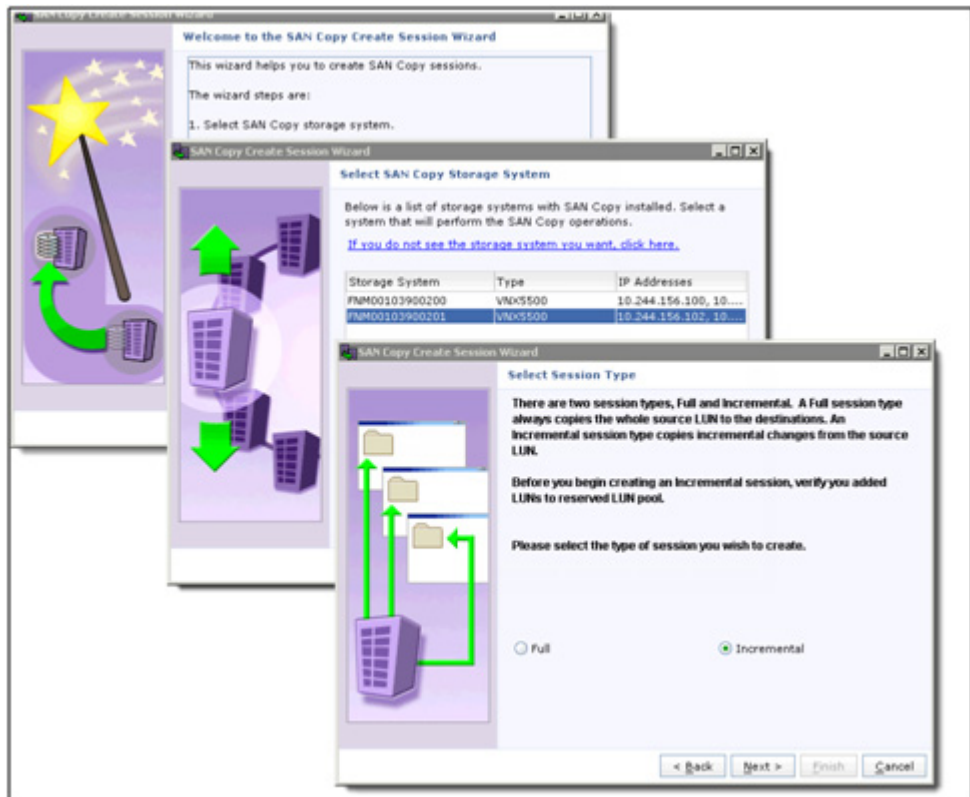 SAN Copy Create Session Wizard
Welcome to the SAN Copy Create Session Wizard
This wizard helps you to create SAN Copy sessions.
The wizard steps are:
1. Select SAN Copy storage system.
SAN Copy Create Session Wizard
Select SAN Copy Storage System
Below is a list of storage systems with SAN Copy installed. Select a
system that will perform the SAN Copy operations.
If you do not see the storage system you want, click here.
Storage System Type IP Addresses
FNM00103900200 VNX5500 10.244.156.100, 10....
FNM00103900201 VNX5500 10.244.156.102, 10....
SAN Copy Create Session Wizard
Select Session Type
There are two session types, Full and Incremental. A Full session type
always copies the whole source LUN to the destinations. An
Incremental session type copies incremental changes from the source
LUN.
Before you begin creating an Incremental session, verify you added
LUNs to reserved LUN pool.
Please select the type of session you wish to create.
Full Incremental
< Back Next > Finish Cancel